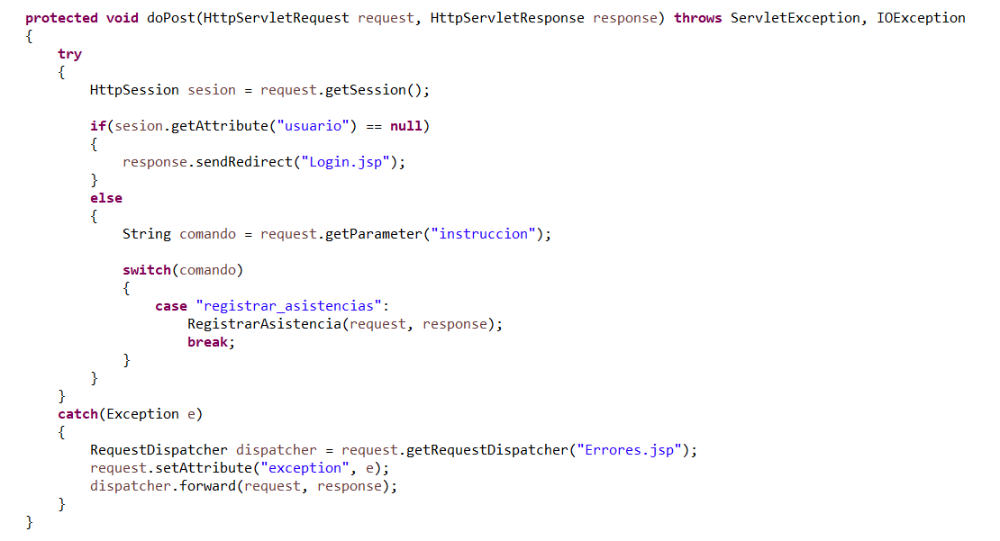 protected void doPost(HttpServletRequest request, HttpServletResponse response) throws ServletException, IOException
{
    try
    {
        HttpSession sesion = request.getSession();

        if(sesion.getAttribute("usuario") == null)
        {
            response.sendRedirect("Login.jsp");
        }
        else
        {
            String comando = request.getParameter("instruccion");

            switch(comando)
            {
                case "registrar_asistencias":
                    RegistrarAsistencia(request, response);
                    break;
            }
        }
    }
    catch(Exception e)
    {
        RequestDispatcher dispatcher = request.getRequestDispatcher("Errores.jsp");
        request.setAttribute("exception", e);
        dispatcher.forward(request, response);
    }
}